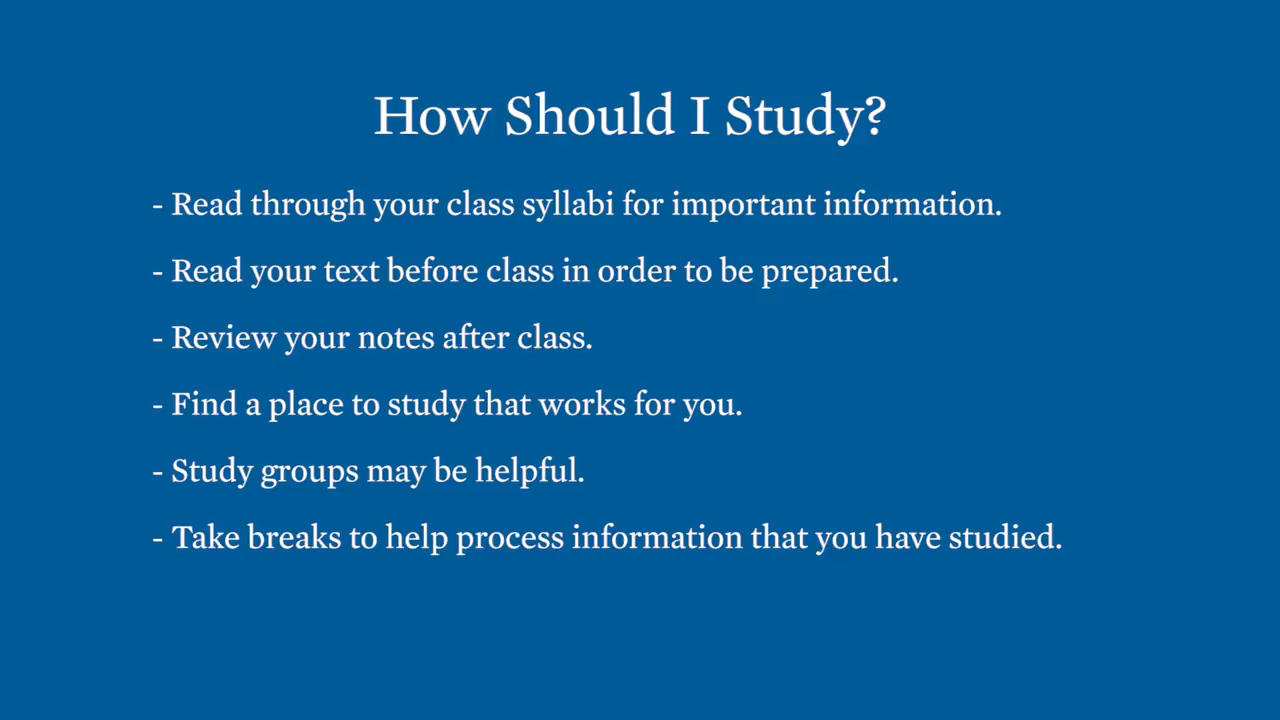 How Should I Study?
- Read through your class syllabi for important information.
- Read your text before class in order to be prepared.
- Review your notes after class.
- Find a place to study that works for you.
- Study groups may be helpful.
- Take breaks to help process information that you have studied.